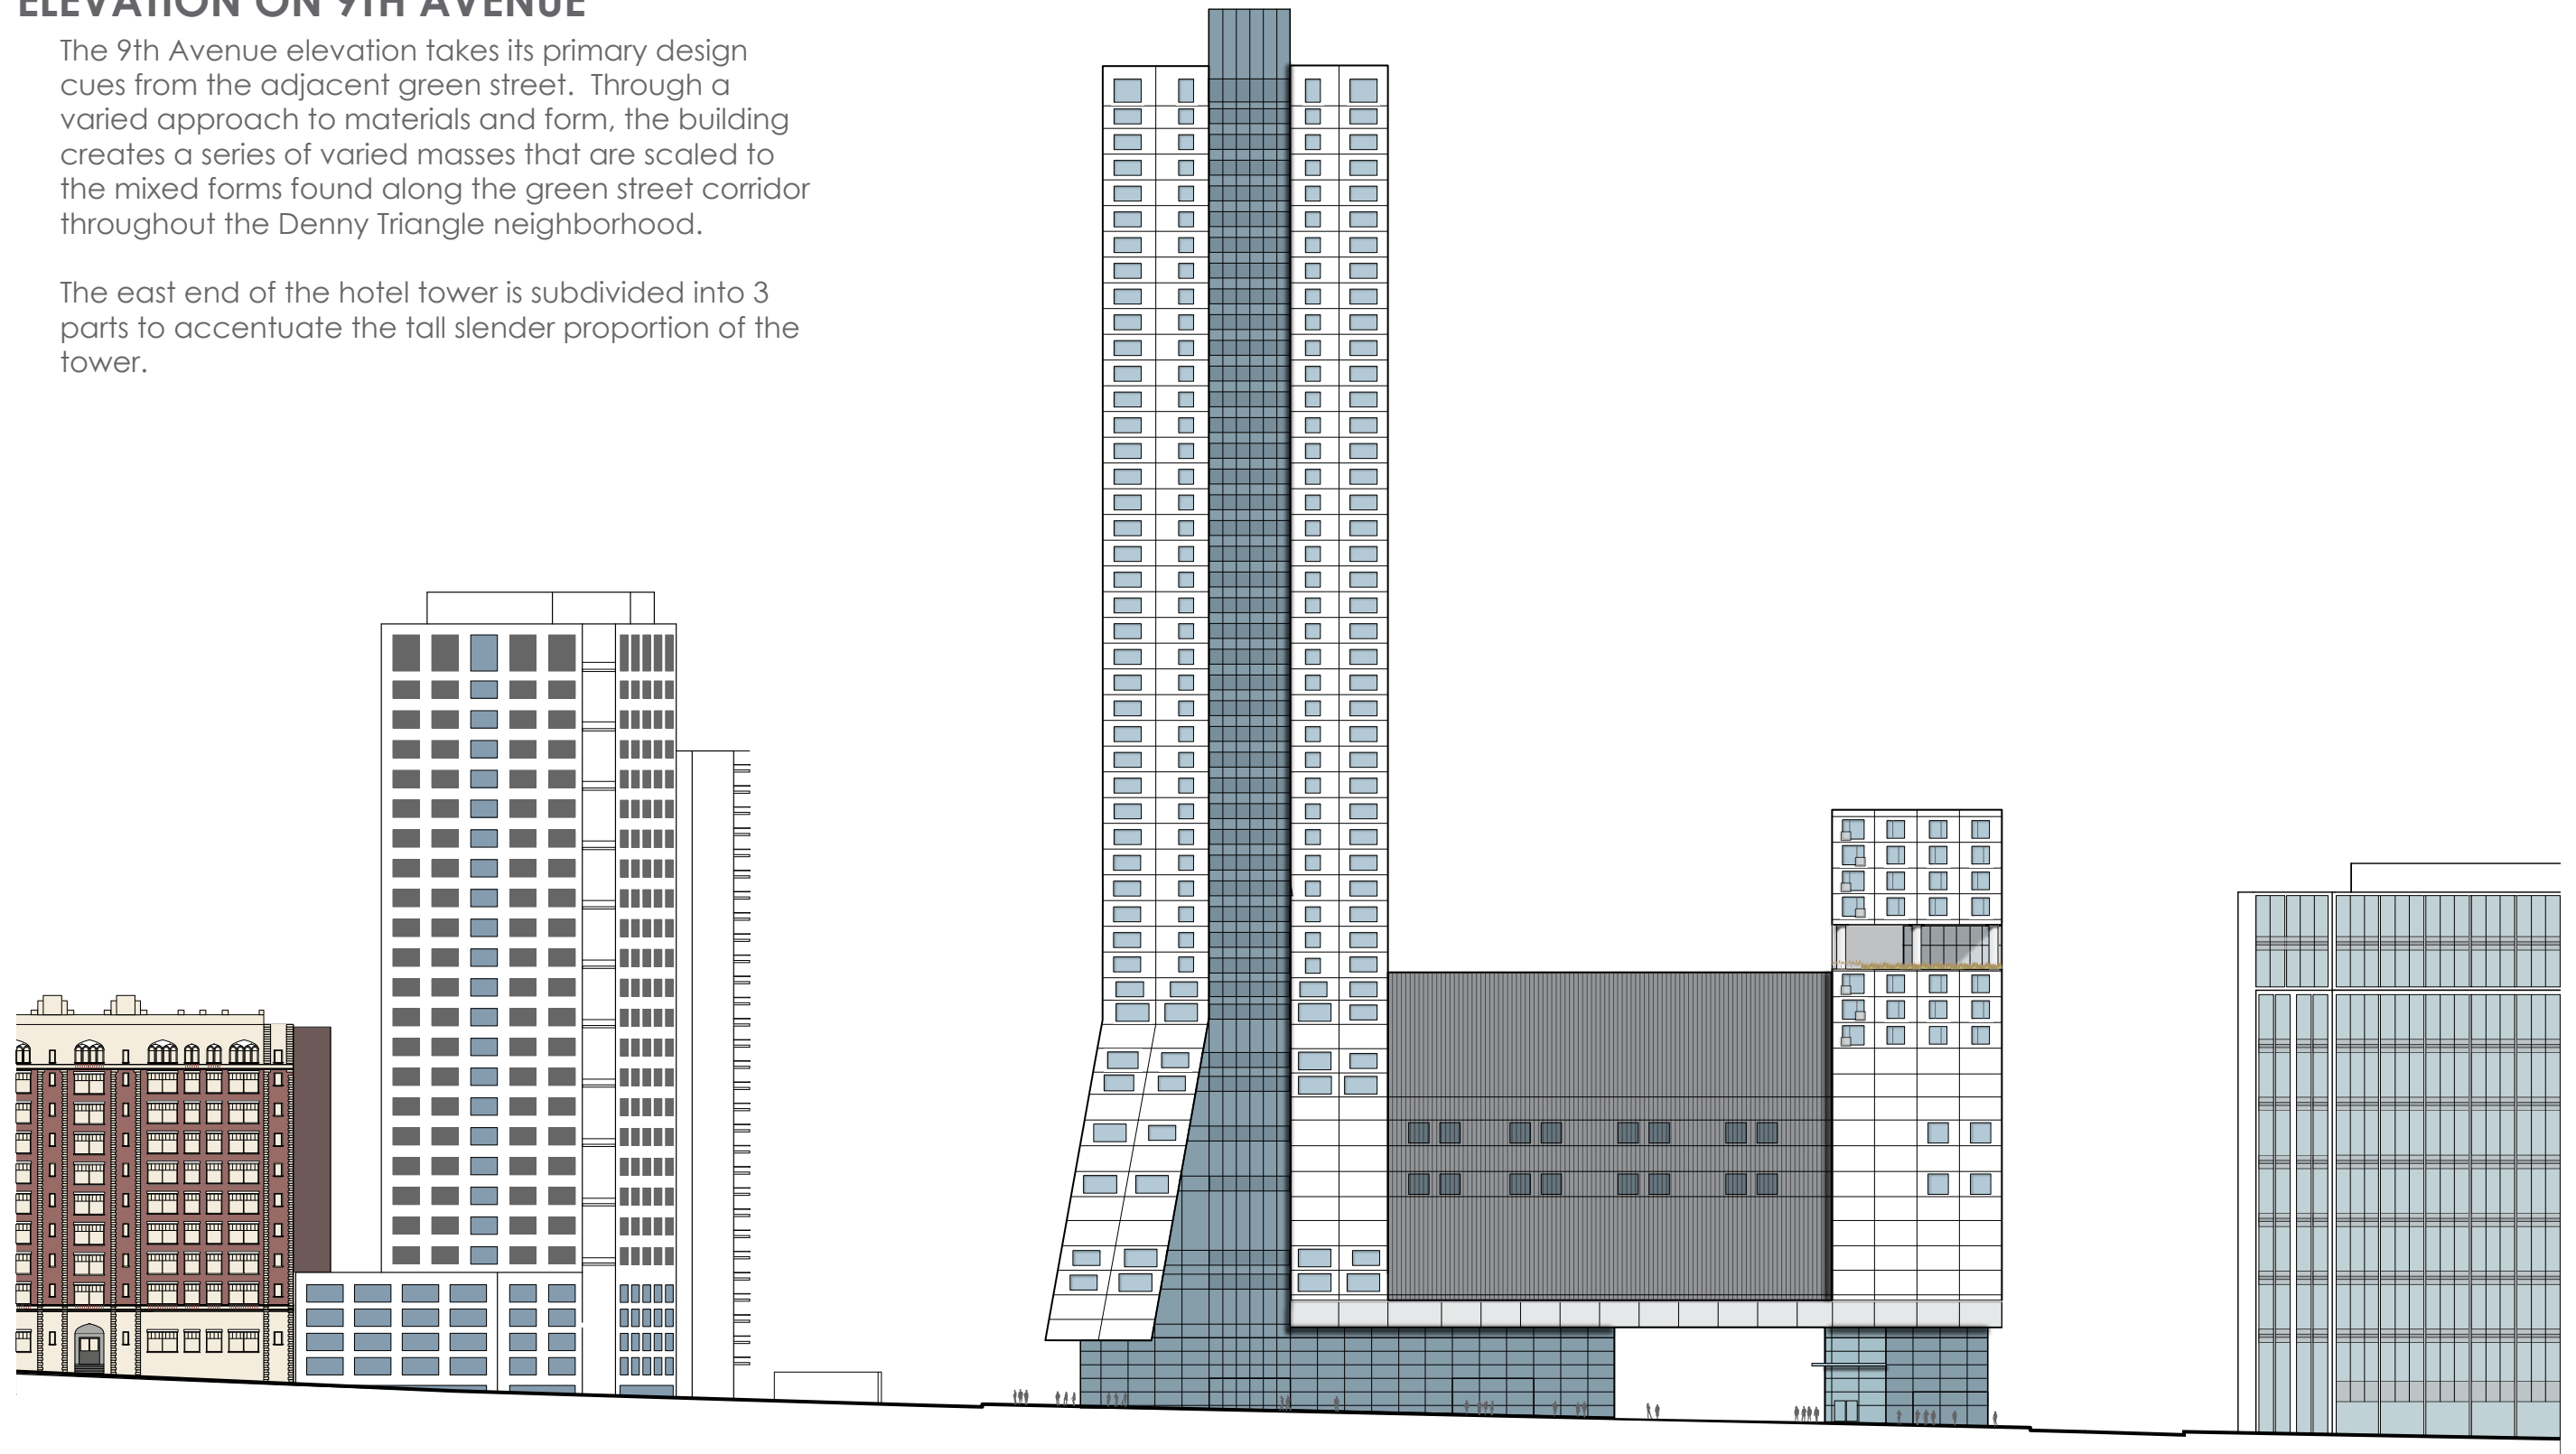 ELEVATION ON 9TH AVENUE
The 9th Avenue elevation takes its primary design
cues from the adjacent green street.  Through a
varied approach to materials and form, the building
creates a series of varied masses that are scaled to
the mixed forms found along the green street corridor
throughout the Denny Triangle neighborhood.
The east end of the hotel tower is subdivided into 3
parts to accentuate the tall slender proportion of the
tower.